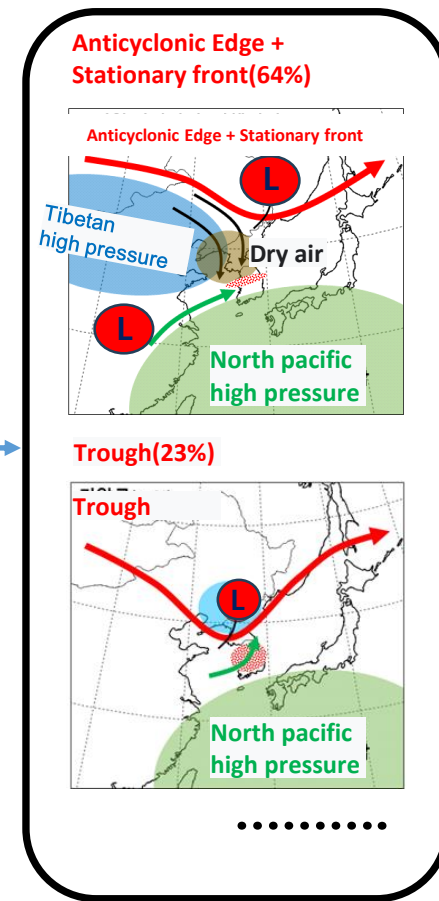 Anticyclonic Edge +
Stationary front(64%)
Anticyclonic Edge + Stationary front
L
Tibetan
high pressure
Dry air
L
North pacific
high pressure
Trough(23%)
Trough
L
North pacific
high pressure
..........